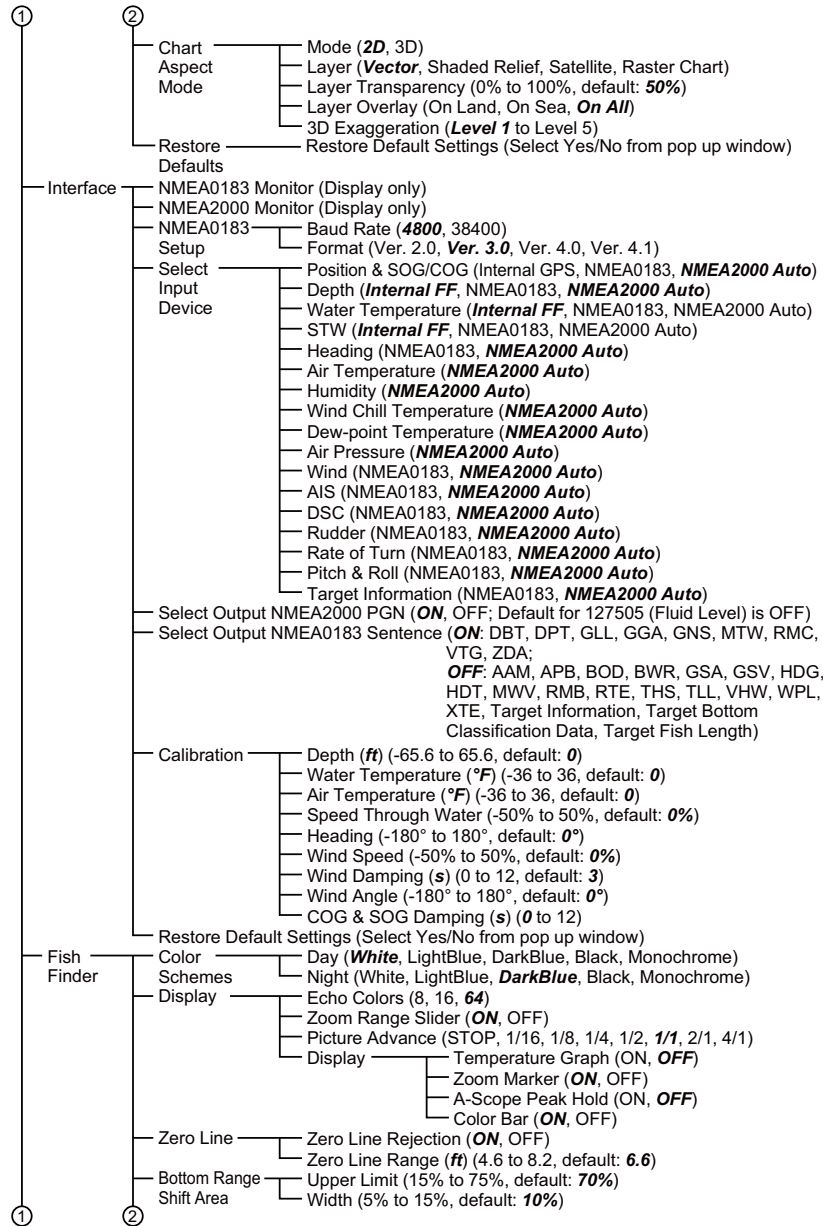 ① ②
Chart Aspect Mode
Mode (2D, 3D)
Layer (Vector, Shaded Relief, Satellite, Raster Chart)
Layer Transparency (0% to 100%, default: 50%)
Layer Overlay (On Land, On Sea, On All)
3D Exaggeration (Level 1 to Level 5)
Restore Defaults
Restore Default Settings (Select Yes/No from pop up window)
Interface
NMEA0183 Monitor (Display only)
NMEA2000 Monitor (Display only)
NMEA0183 Setup
Baud Rate (4800, 38400)
Format (Ver. 2.0, Ver. 3.0, Ver. 4.0, Ver. 4.1)
Select Input Device
Position & SOG/COG (Internal GPS, NMEA0183, NMEA2000 Auto)
Depth (Internal FF, NMEA0183, NMEA2000 Auto)
Water Temperature (Internal FF, NMEA0183, NMEA2000 Auto)
STW (Internal FF, NMEA0183, NMEA2000 Auto)
Heading (NMEA0183, NMEA2000 Auto)
Air Temperature (NMEA2000 Auto)
Humidity (NMEA2000 Auto)
Wind Chill Temperature (NMEA2000 Auto)
Dew-point Temperature (NMEA2000 Auto)
Air Pressure (NMEA2000 Auto)
Wind (NMEA0183, NMEA2000 Auto)
AIS (NMEA0183, NMEA2000 Auto)
DSC (NMEA0183, NMEA2000 Auto)
Rudder (NMEA0183, NMEA2000 Auto)
Rate of Turn (NMEA0183, NMEA2000 Auto)
Pitch & Roll (NMEA0183, NMEA2000 Auto)
Target Information (NMEA0183, NMEA2000 Auto)
Select Output NMEA2000 PGN (ON, OFF; Default for 127505 (Fluid Level) is OFF)
Select Output NMEA0183 Sentence (ON: DBT, DPT, GLL, GGA, GNS, MTW, RMC,
VTG, ZDA;
OFF: AAM, APB, BOD, BWR, GSA, GSV, HDG,
HDT, MWV, RMB, RTE, THS, TLL, VHW, WPL,
XTE, Target Information, Target Bottom
Classification Data, Target Fish Length)
Calibration
Depth (ft) (-65.6 to 65.6, default: 0)
Water Temperature (°F) (-36 to 36, default: 0)
Air Temperature (°F) (-36 to 36, default: 0)
Speed Through Water (-50% to 50%, default: 0%)
Heading (-180° to 180°, default: 0°)
Wind Speed (-50% to 50%, default: 0%)
Wind Damping (s) (0 to 12, default: 3)
Wind Angle (-180° to 180°, default: 0°)
COG & SOG Damping (s) (0 to 12)
Restore Default Settings (Select Yes/No from pop up window)
Fish Finder
Color Schemes
Day (White, LightBlue, DarkBlue, Black, Monochrome)
Night (White, LightBlue, DarkBlue, Black, Monochrome)
Display
Echo Colors (8, 16, 64)
Zoom Range Slider (ON, OFF)
Picture Advance (STOP, 1/16, 1/8, 1/4, 1/2, 1/1, 2/1, 4/1)
Display
Temperature Graph (ON, OFF)
Zoom Marker (ON, OFF)
A-Scope Peak Hold (ON, OFF)
Color Bar (ON, OFF)
Zero Line
Zero Line Rejection (ON, OFF)
Zero Line Range (ft) (4.6 to 8.2, default: 6.6)
Bottom Range Shift Area
Upper Limit (15% to 75%, default: 70%)
Width (5% to 15%, default: 10%)
① ②